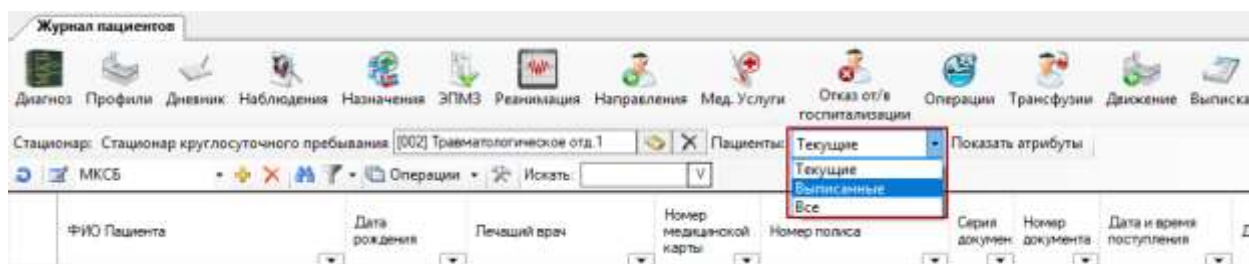 Журнал пациентов
Диагноз Профили Дневник Наблюдения Назначения ЭПМЗ Реанимация Направления Мед. Услуги Отказ от/в госпитализации Операции Трансфузии Движение Выписка
Стационар: Стационар круглосуточного пребывания [002] Травматологическое отд.1 Пациенты: Текущие Показать атрибуты
МКСБ Операции Искать: V
Текущие
Выписанные
Все
ФИО Пациента Дата рождения Лечащий врач Номер медицинской карты Номер полиса Серия докумен Номер документа Дата и время поступления